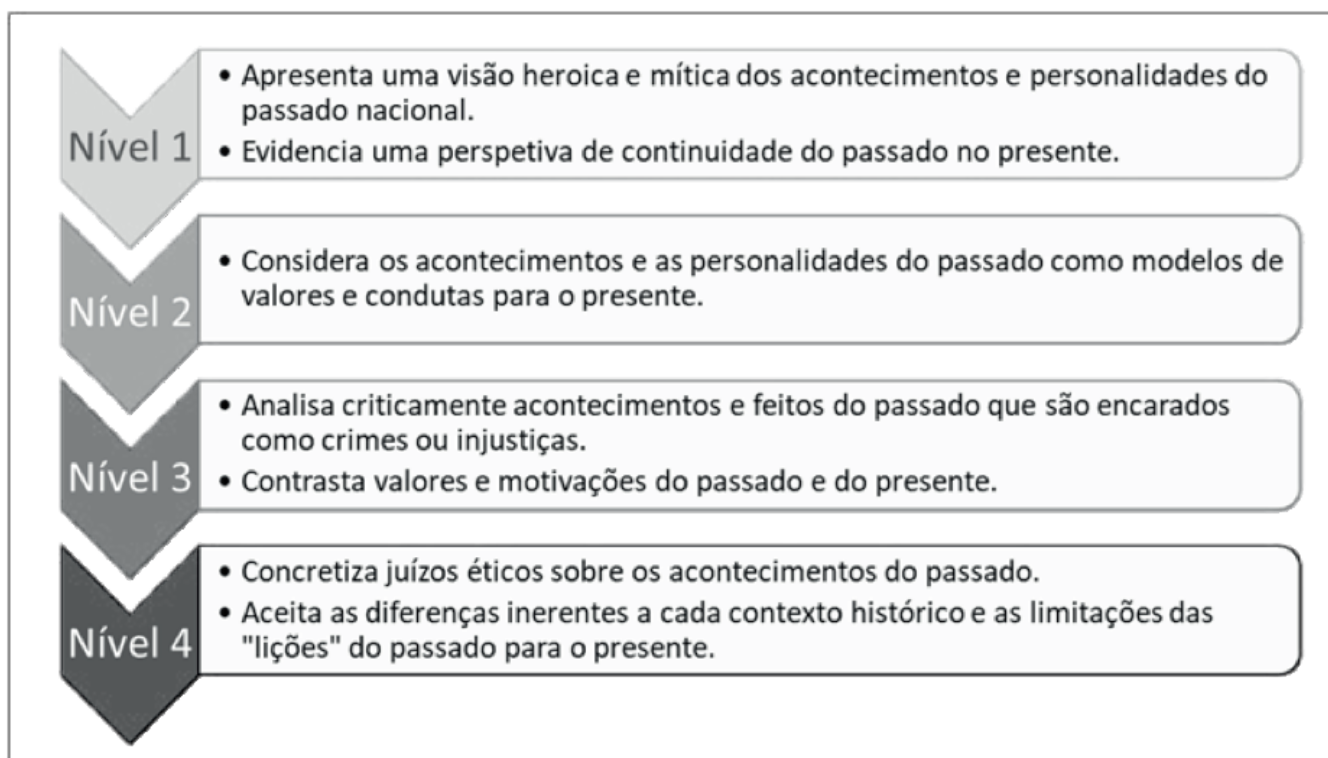 Nível 1
• Apresenta uma visão heroica e mítica dos acontecimentos e personalidades do
passado nacional.
• Evidencia uma perspetiva de continuidade do passado no presente.
Nível 2
• Considera os acontecimentos e as personalidades do passado como modelos de
valores e condutas para o presente.
Nível 3
• Analisa criticamente acontecimentos e feitos do passado que são encarados
como crimes ou injustiças.
• Contrasta valores e motivações do passado e do presente.
Nível 4
• Concretiza juízos éticos sobre os acontecimentos do passado.
• Aceita as diferenças inerentes a cada contexto histórico e as limitações das
"lições" do passado para o presente.